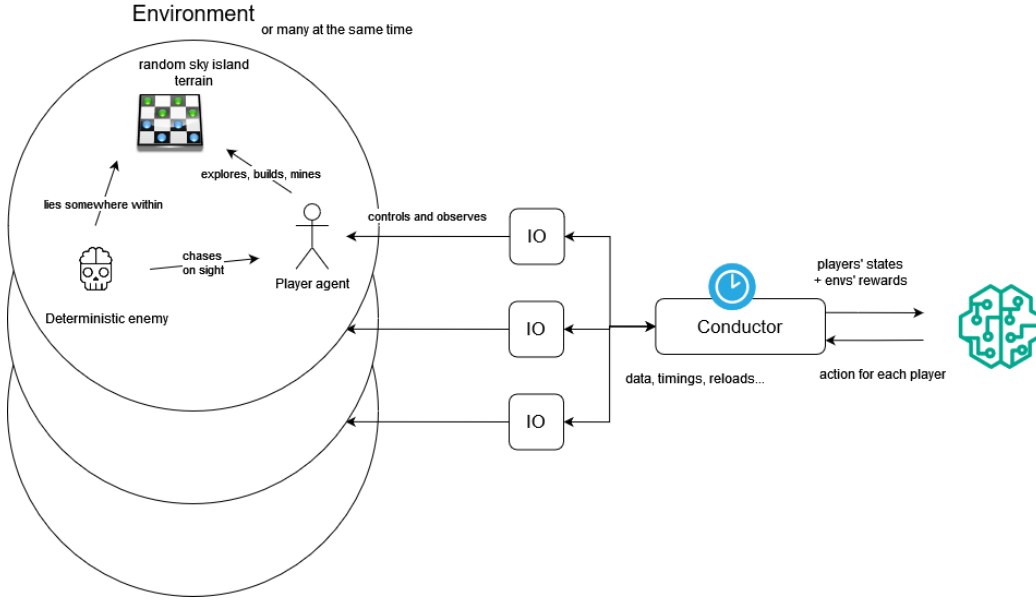 Environment
or many at the same time
random sky island
terrain
explores, builds, mines
lies somewhere within
chases
on sight
Player agent
Deterministic enemy
controls and observes
IO
IO
IO
Conductor
data, timings, reloads...
players' states
+ envs' rewards
action for each player